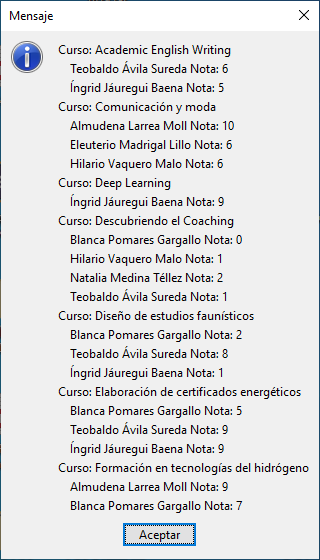 Mensaje
Curso: Academic English Writing
Teobaldo Ávila Sureda Nota: 6
Íngrid Jáuregui Baena Nota: 5
Curso: Comunicación y moda
Almudena Larrea Moll Nota: 10
Eleuterio Madrigal Lillo Nota: 6
Hilario Vaquero Malo Nota: 6
Curso: Deep Learning
Íngrid Jáuregui Baena Nota: 9
Curso: Descubriendo el Coaching
Blanca Pomares Gargallo Nota: 0
Hilario Vaquero Malo Nota: 1
Natalia Medina Téllez Nota: 2
Teobaldo Ávila Sureda Nota: 1
Curso: Diseño de estudios faunísticos
Blanca Pomares Gargallo Nota: 2
Teobaldo Ávila Sureda Nota: 8
Íngrid Jáuregui Baena Nota: 1
Curso: Elaboración de certificados energéticos
Blanca Pomares Gargallo Nota: 5
Teobaldo Ávila Sureda Nota: 9
Íngrid Jáuregui Baena Nota: 9
Curso: Formación en tecnologías del hidrógeno
Almudena Larrea Moll Nota: 9
Blanca Pomares Gargallo Nota: 7
Aceptar